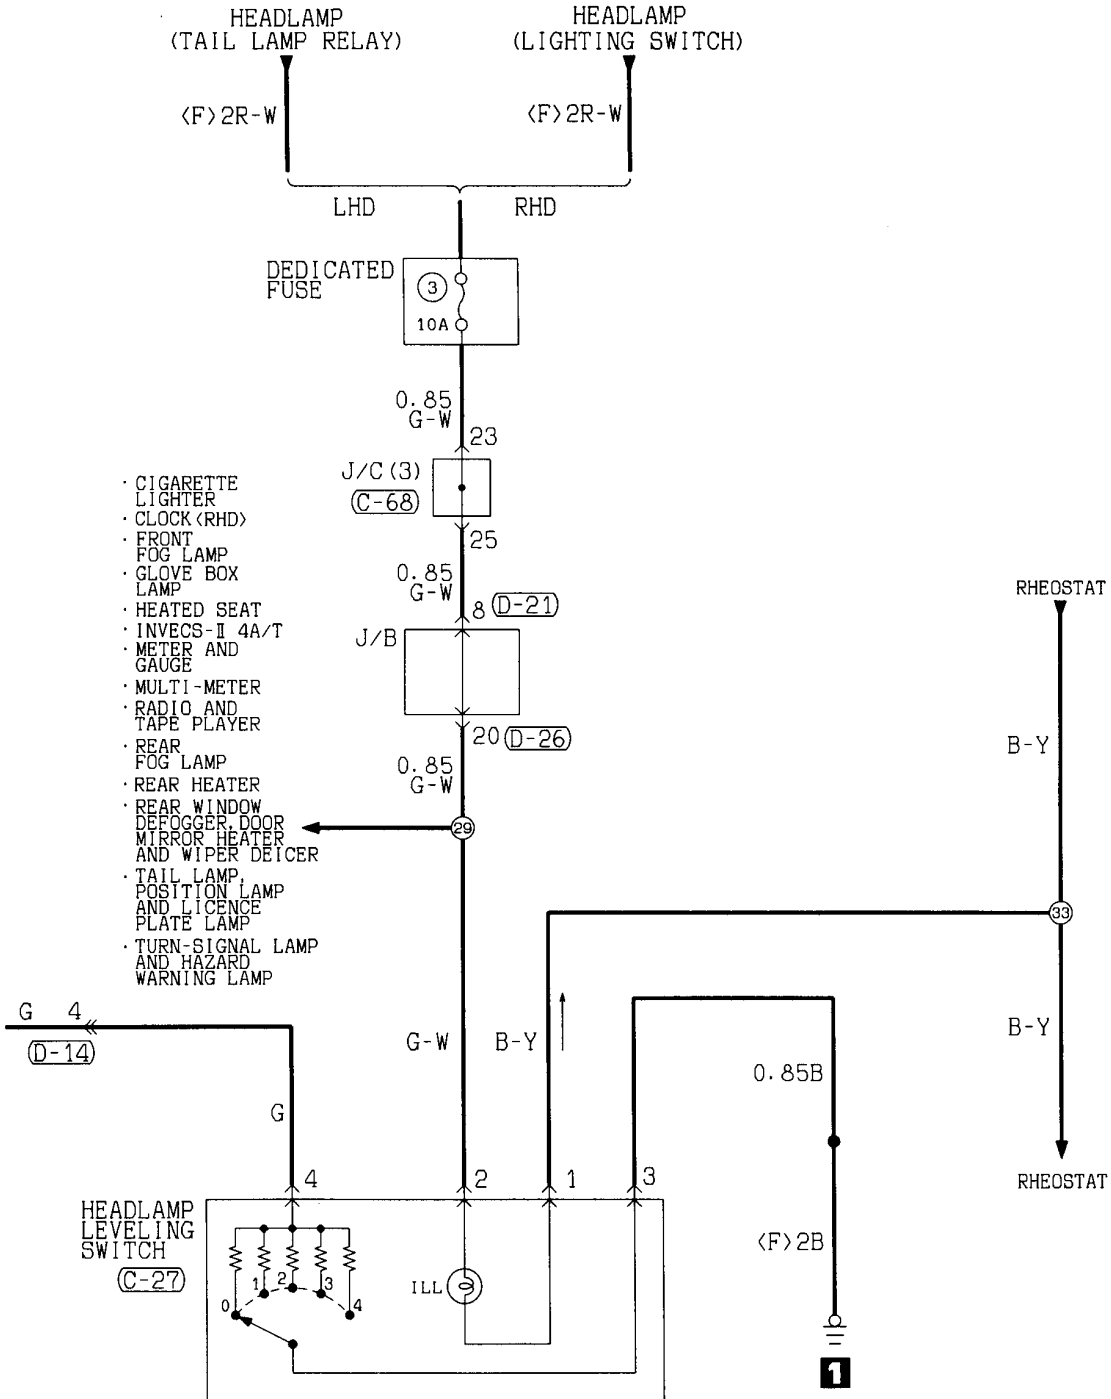 HEADLAMP
(TAIL LAMP RELAY)
HEADLAMP
(LIGHTING SWITCH)
<F>2R-W
<F>2R-W
LHD
RHD
DEDICATED
FUSE
3
10A
0.85
G-W
23
J/C(3)
C-68
25
0.85
G-W
8
D-21
J/B
20
D-26
0.85
G-W
· CIGARETTE
LIGHTER
· CLOCK<RHD>
· FRONT
FOG LAMP
· GLOVE BOX
LAMP
· HEATED SEAT
· INVECS-Ⅱ 4A/T
· METER AND
GAUGE
· MULTI-METER
· RADIO AND
TAPE PLAYER
· REAR
FOG LAMP
· REAR HEATER
· REAR WINDOW
DEFOGGER, DOOR
MIRROR HEATER
AND WIPER DEICER
· TAIL LAMP,
POSITION LAMP
AND LICENCE
PLATE LAMP
· TURN-SIGNAL LAMP
AND HAZARD
WARNING LAMP
29
RHEOSTAT
B-Y
33
B-Y
RHEOSTAT
G 4
D-14
G
G-W
B-Y
0.85B
<F>2B
1
4
2
1
3
HEADLAMP
LEVELING
SWITCH
C-27
0
1
2
3
4
ILL